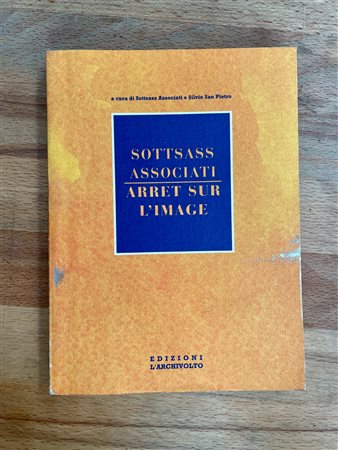 a cura di Sottsass Associati e Silvio San Pietro
SOTTSASS
ASSOCIATI
ARRET SUR
L'IMAGE
EDIZIONI
L'ARCHIVOLTO